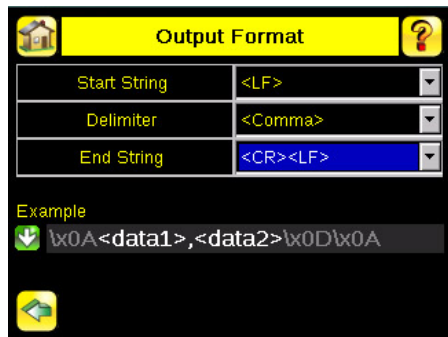 Output Format
?
Start String <LF>
Delimiter <Comma>
End String <CR><LF>
Example
\x0A<data1>,<data2>\x0D\x0A